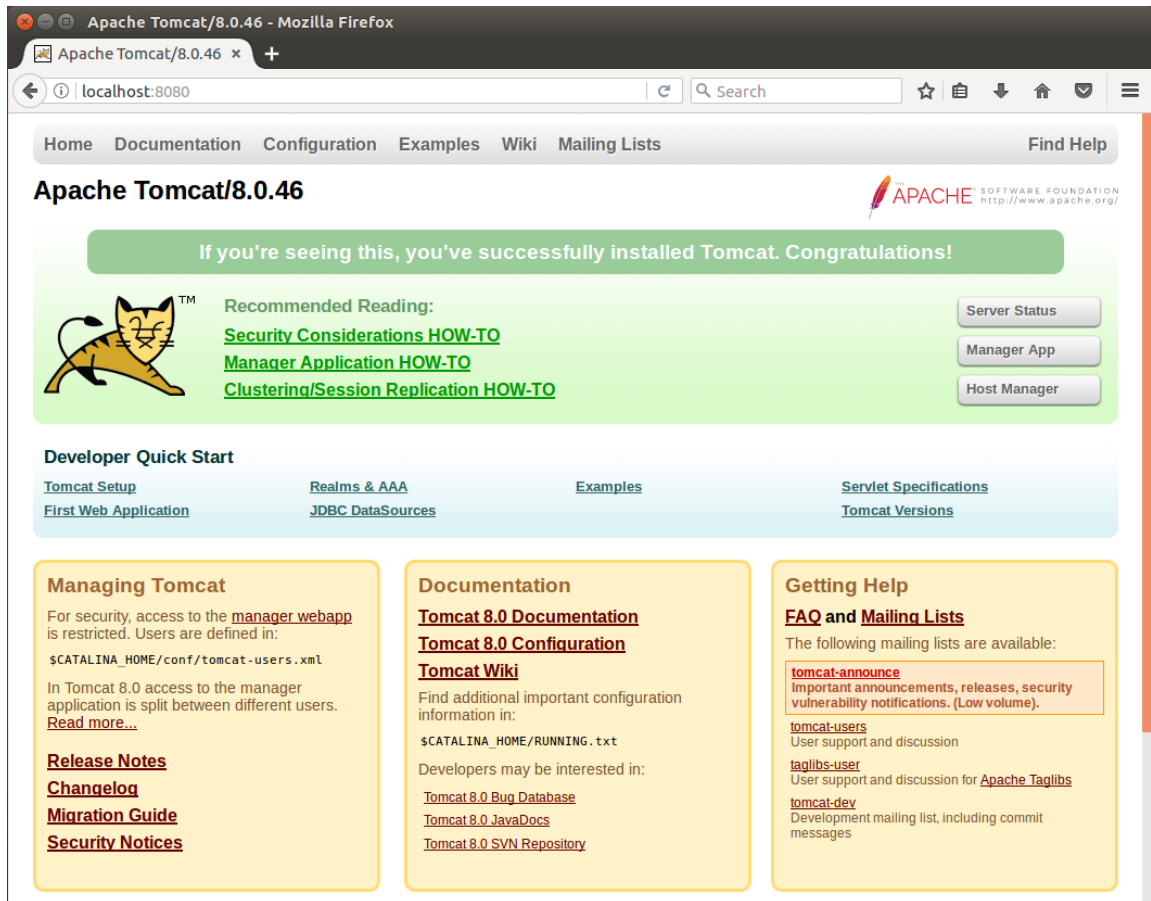 Apache Tomcat/8.0.46 - Mozilla Firefox
Apache Tomcat/8.0.46
localhost:8080
Search
Home Documentation Configuration Examples Wiki Mailing Lists Find Help
Apache Tomcat/8.0.46
THE
APACHE SOFTWARE FOUNDATION
http://www.apache.org/
If you're seeing this, you've successfully installed Tomcat. Congratulations!
TM
Recommended Reading:
Security Considerations HOW-TO
Manager Application HOW-TO
Clustering/Session Replication HOW-TO
Server Status
Manager App
Host Manager
Developer Quick Start
Tomcat Setup
First Web Application
Realms & AAA
JDBC DataSources
Examples
Servlet Specifications
Tomcat Versions
Managing Tomcat
For security, access to the manager webapp
is restricted. Users are defined in:
$CATALINA_HOME/conf/tomcat-users.xml
In Tomcat 8.0 access to the manager
application is split between different users.
Read more...
Release Notes
Changelog
Migration Guide
Security Notices
Documentation
Tomcat 8.0 Documentation
Tomcat 8.0 Configuration
Tomcat Wiki
Find additional important configuration
information in:
$CATALINA_HOME/RUNNING.txt
Developers may be interested in:
Tomcat 8.0 Bug Database
Tomcat 8.0 JavaDocs
Tomcat 8.0 SVN Repository
Getting Help
FAQ and Mailing Lists
The following mailing lists are available:
tomcat-announce
Important announcements, releases, security
vulnerability notifications. (Low volume).
tomcat-users
User support and discussion
taglibs-user
User support and discussion for Apache Taglibs
tomcat-dev
Development mailing list, including commit
messages